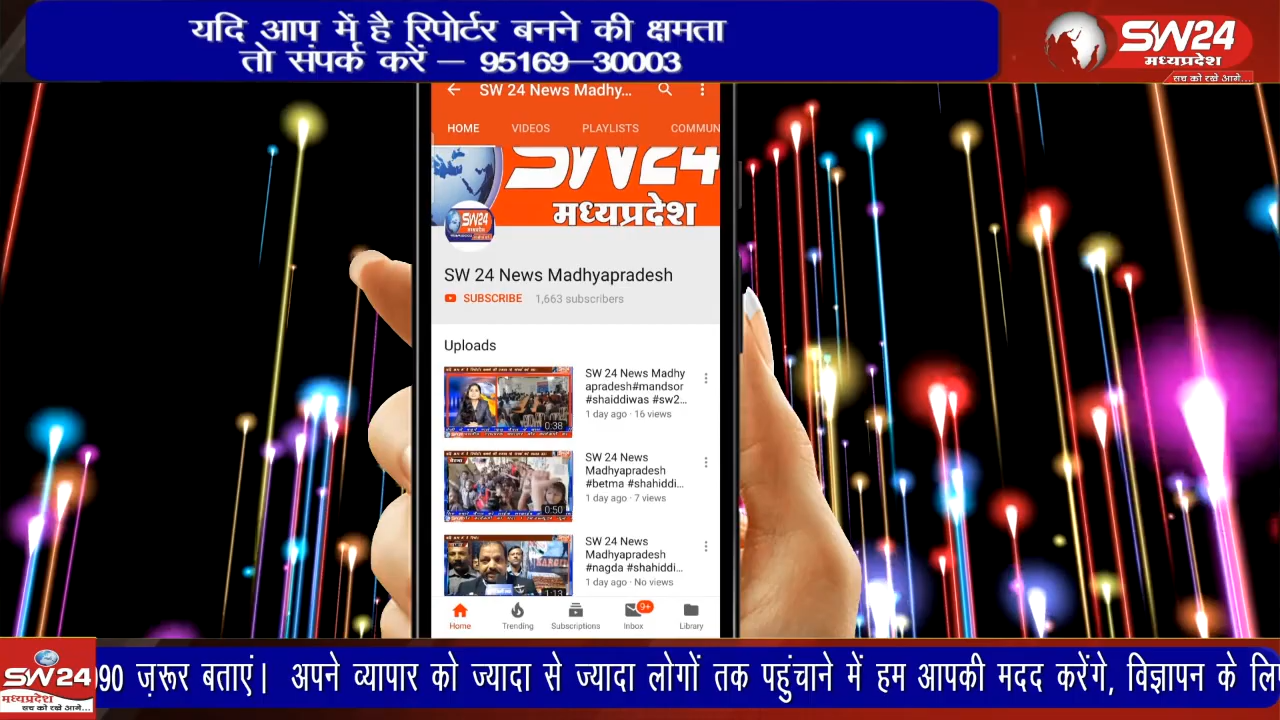 यदि आप में है रिपोर्टर बनने की क्षमता
तो संपर्क करें – 95169–30003
SW24
मध्यप्रदेश
सच को रखे आगे...
SW 24 News Madhy...
HOME VIDEOS PLAYLISTS COMMUN
SW24
मध्यप्रदेश
SW24
SW 24 News Madhyapradesh
SUBSCRIBE 1,663 subscribers
Uploads
SW 24 News Madhy
apradesh#mandsor
#shaiddiwas #sw2...
1 day ago · 16 views
0:38
SW 24 News
Madhyapradesh
#betma #shahiddi...
1 day ago · 7 views
0:50
SW 24 News
Madhyapradesh
#nagda #shahiddi...
1 day ago · No views
1:13
9+
Home Trending Subscriptions Inbox Library
SW24
मध्यप्रदेश
सच को रखे आगे...
990 ज़रूर बताएं। अपने व्यापार को ज्यादा से ज्यादा लोगों तक पहुंचाने में हम आपकी मदद करेंगे, विज्ञापन के लि